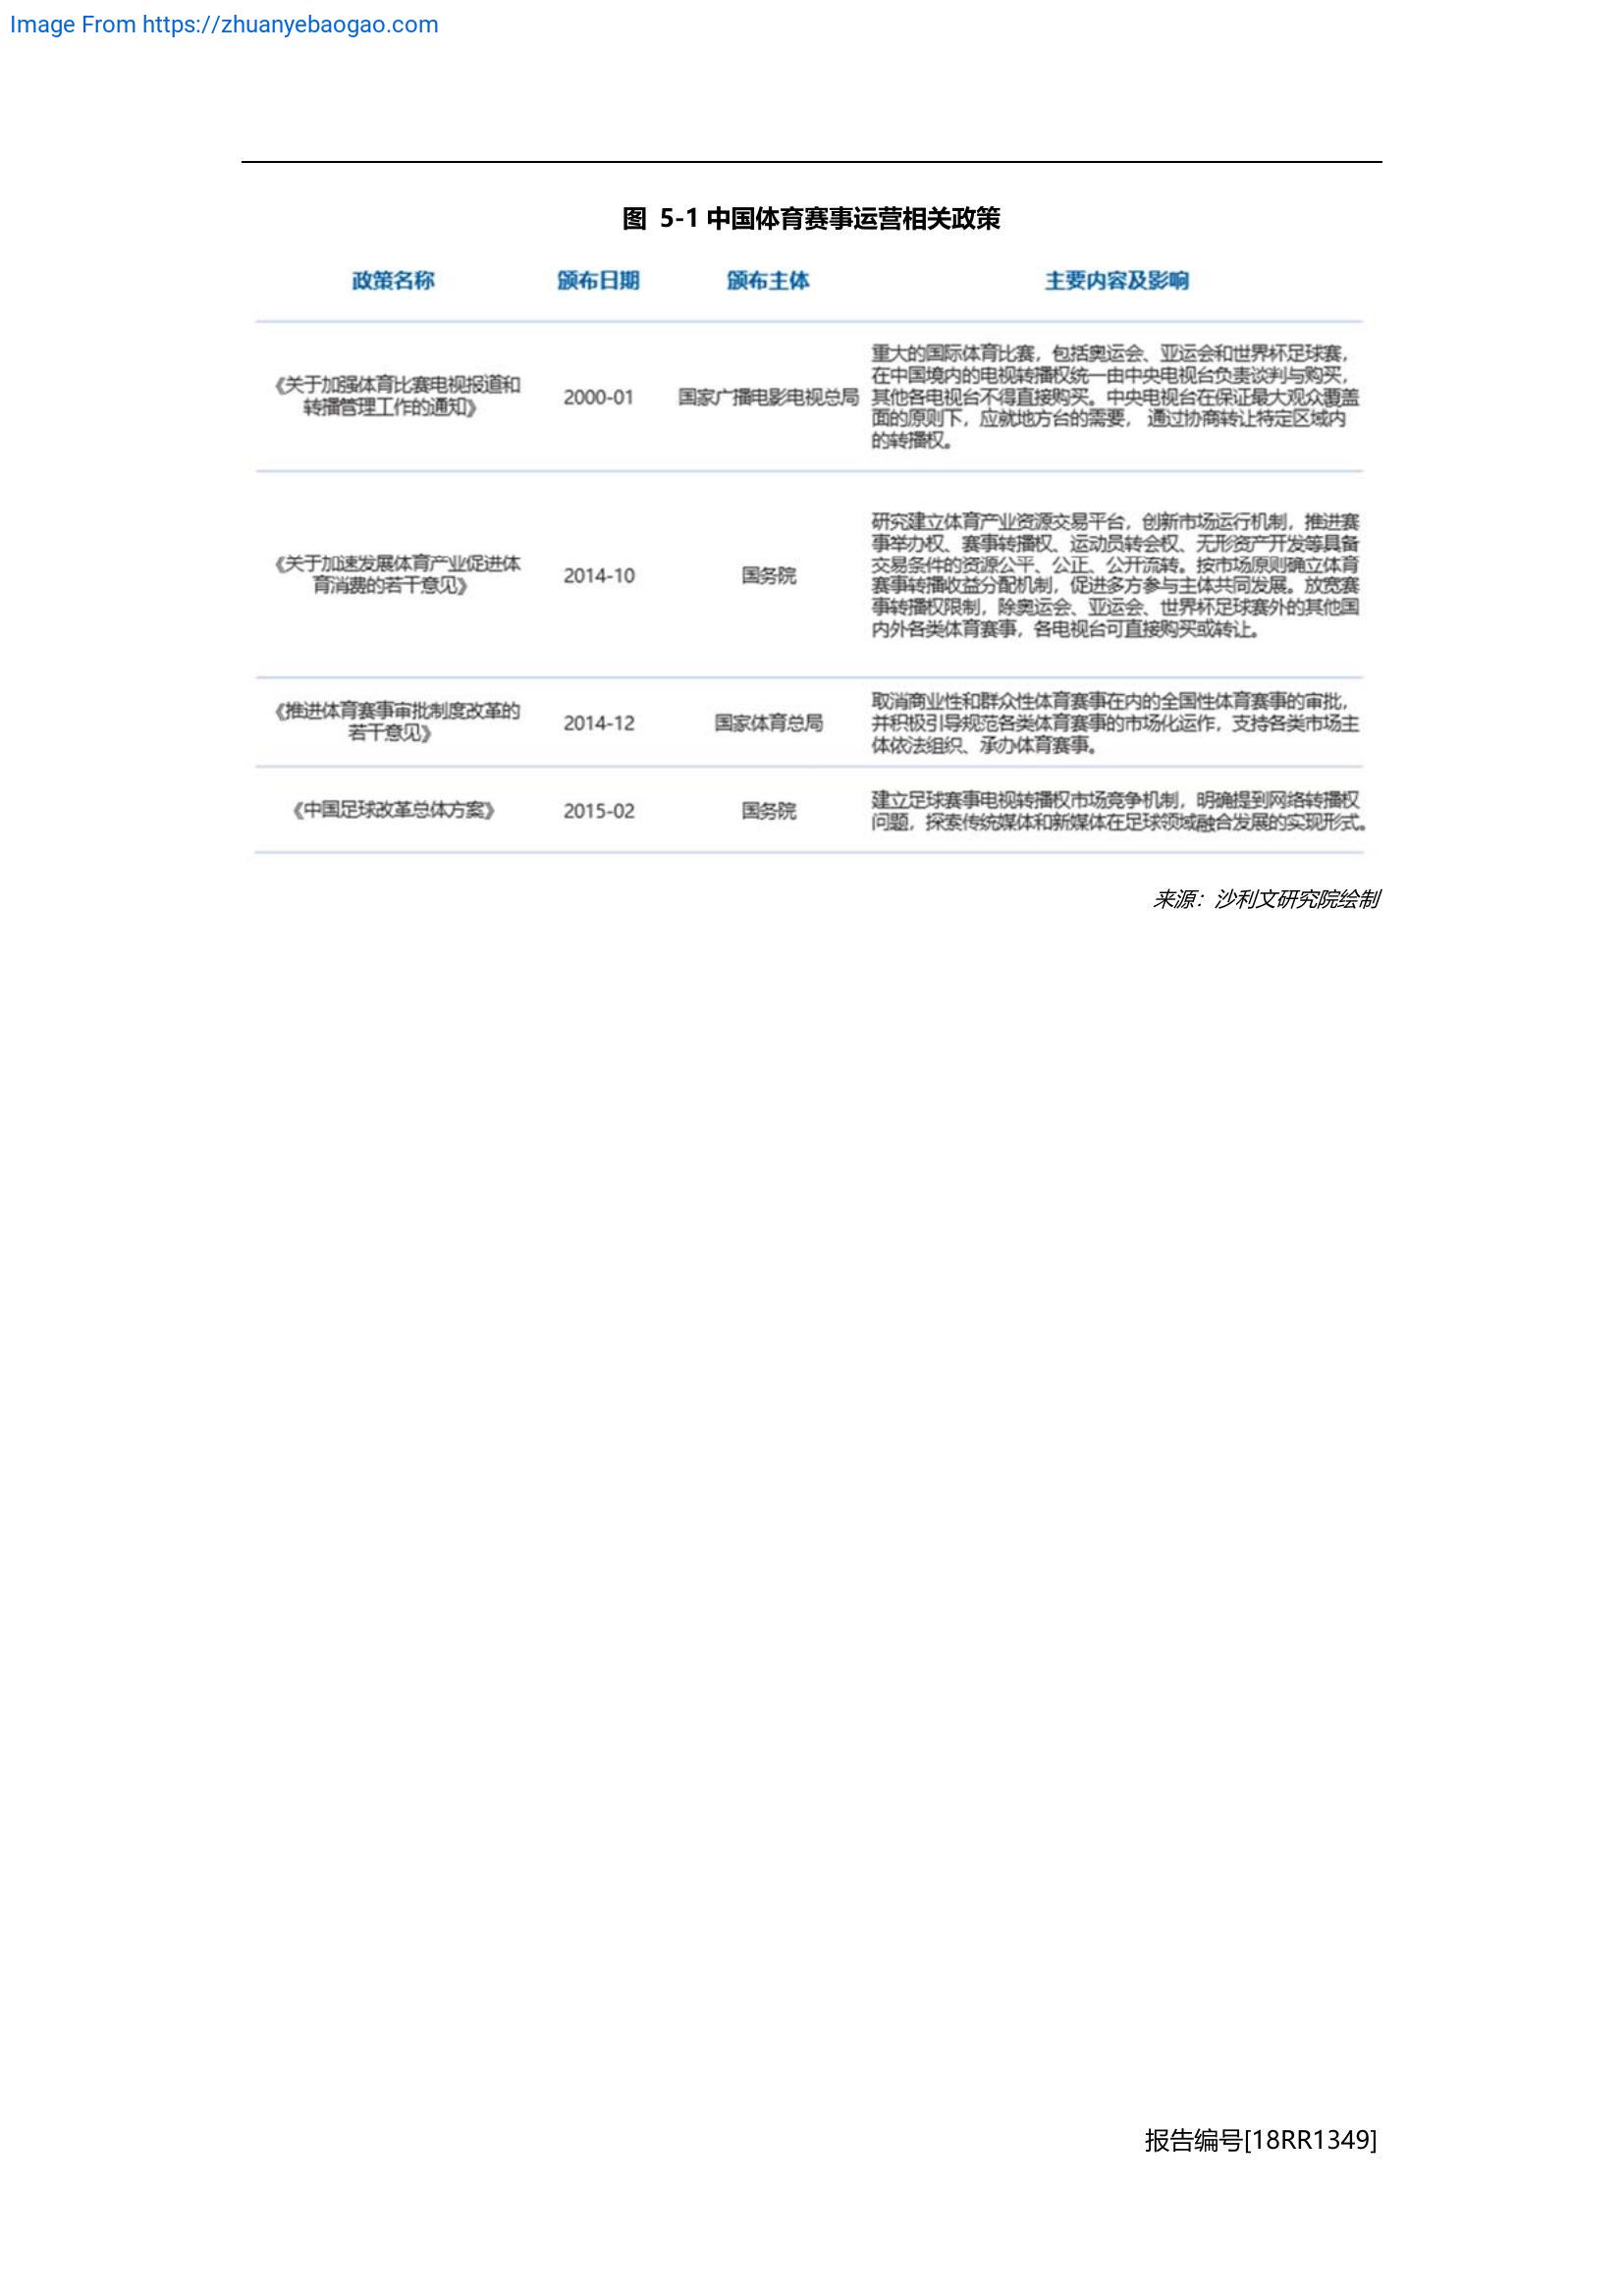 Image From https://zhuanyebaogao.com
图 5-1 中国体育赛事运营相关政策
政策名称 颁布日期 颁布主体 主要内容及影响
《关于加强体育比赛电视报道和
转播管理工作的通知》
2000-01
国家广播电影电视总局
重大的国际体育比赛，包括奥运会、亚运会和世界杯足球赛，
在中国境内的电视转播权统一由中央电视台负责谈判与购买，
其他各电视台不得直接购买。中央电视台在保证最大观众覆盖
面的原则下，应就地方台的需要， 通过协商转让特定区域内
的转播权。
《关于加速发展体育产业促进体
育消费的若干意见》
2014-10
国务院
研究建立体育产业资源交易平台，创新市场运行机制，推进赛
事举办权、赛事转播权、运动员转会权、无形资产开发等具备
交易条件的资源公平、公正、公开流转。按市场原则确立体育
赛事转播收益分配机制，促进多方参与主体共同发展。放宽赛
事转播权限制，除奥运会、亚运会、世界杯足球赛外的其他国
内外各类体育赛事，各电视台可直接购买或转让。
《推进体育赛事审批制度改革的
若干意见》
2014-12
国家体育总局
取消商业性和群众性体育赛事在内的全国性体育赛事的审批，
并积极引导规范各类体育赛事的市场化运作，支持各类市场主
体依法组织、承办体育赛事。
《中国足球改革总体方案》
2015-02
国务院
建立足球赛事电视转播权市场竞争机制，明确提到网络转播权
问题，探索传统媒体和新媒体在足球领域融合发展的实现形式。
来源：沙利文研究院绘制
报告编号[18RR1349]